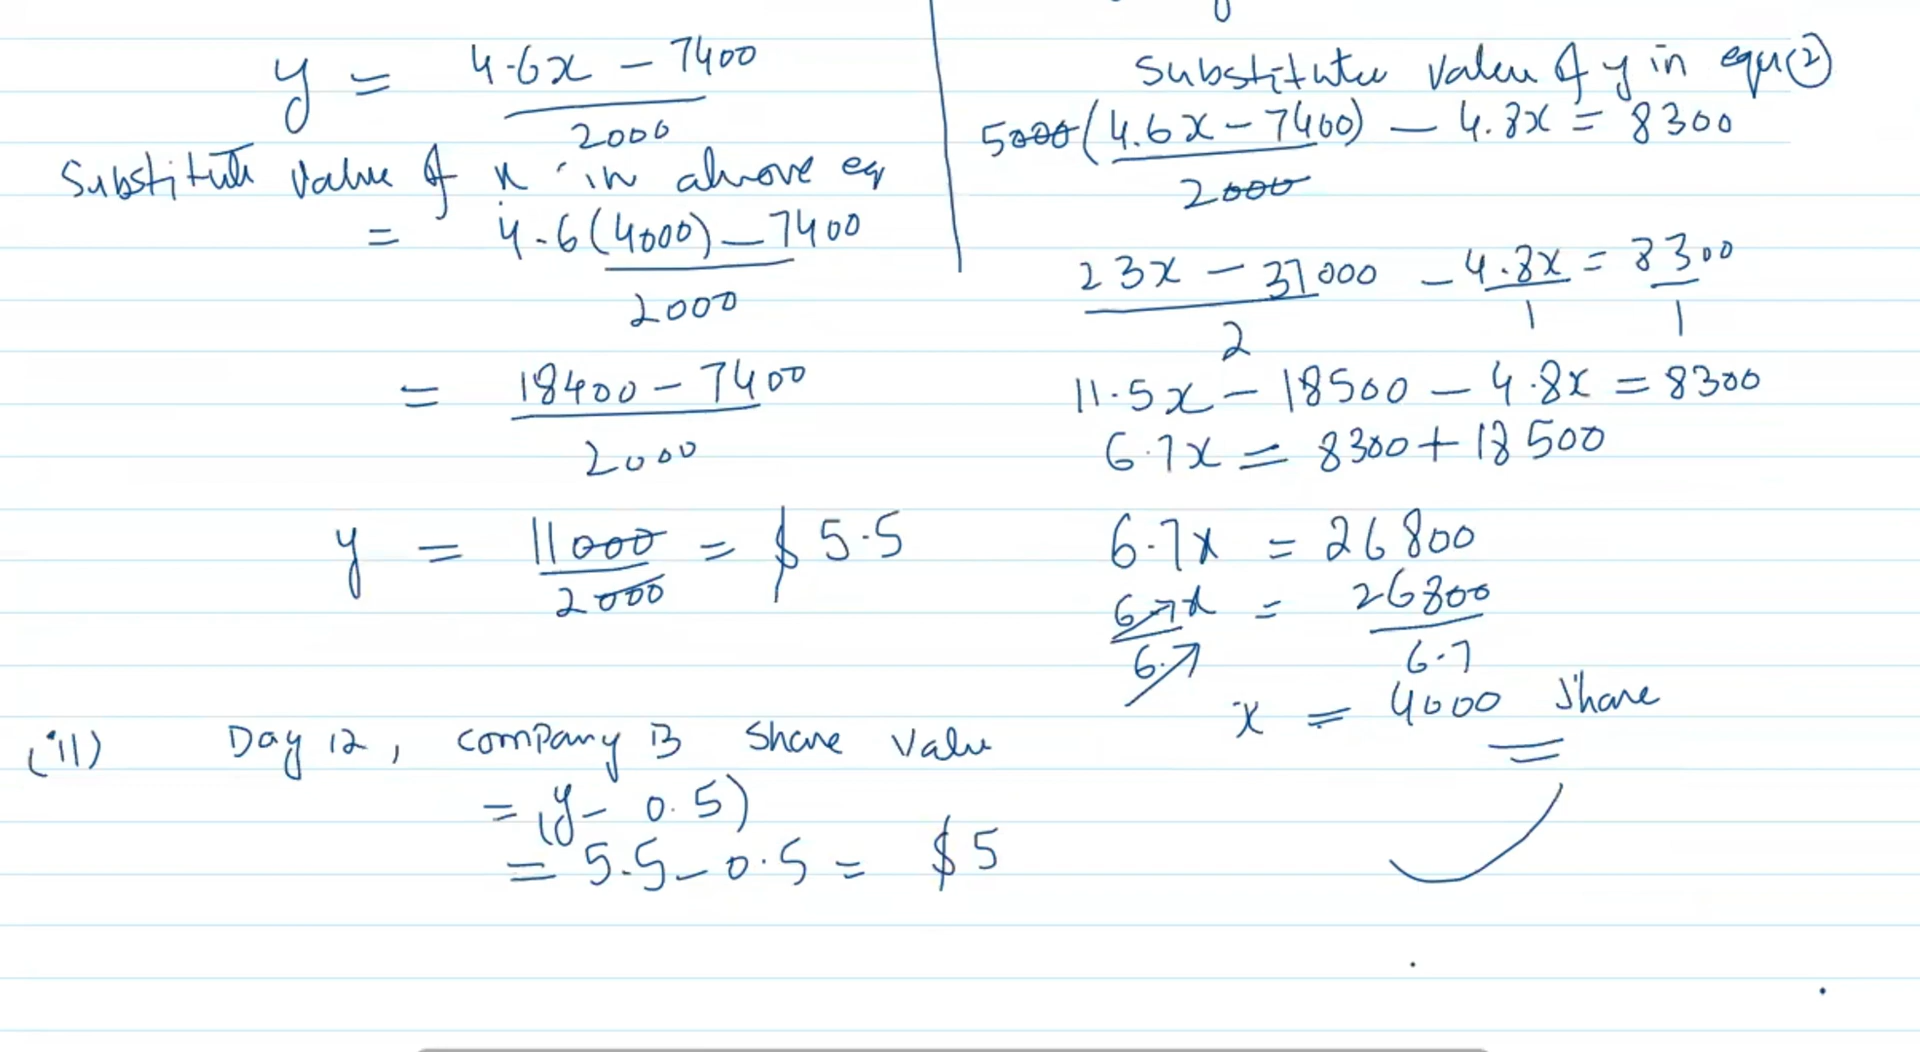 y = 4.6x - 7400
2000
Substitute value of x in above eq
= 4.6(4000) - 7400
2000
= 18400 - 7400
2000
y = 11000 = $ 5.5
2000
Substitute value of y in equ(2)
5000(4.6x - 7400) - 4.8x = 8300
2000
23x - 37000 - 4.8x = 8300
2 1 1
11.5x - 18500 - 4.8x = 8300
6.7x = 8300 + 18500
6.7x = 26800
6.7x = 26800
6.7 6.7
x = 4000 share
(ii) Day 12, company B share value
= (y - 0.5)
= 5.5 - 0.5 = $5